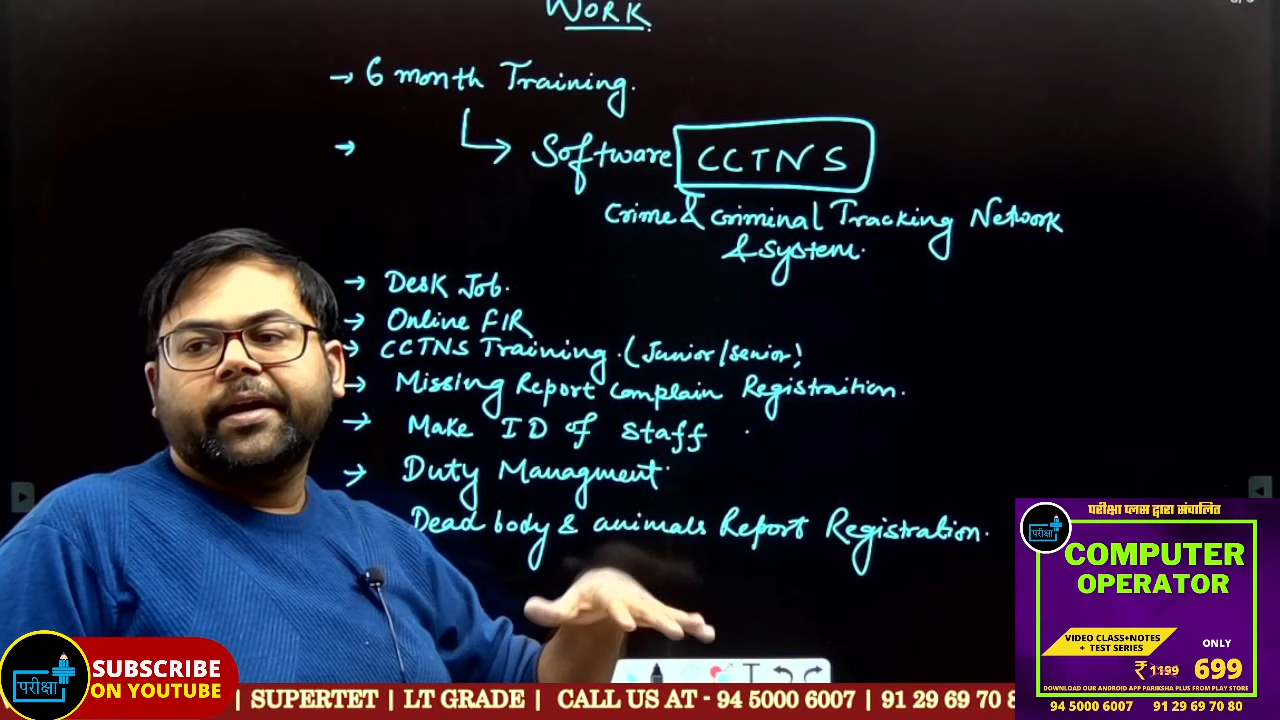 WORK
→ 6 month Training.
→ Software CCTNS
Crime & Criminal Tracking Network
& System.
→ Desk Job.
→ Online FIR
→ CCTNS Training. (Junior/Senior)
→ Missing Report Complain Registraition.
→ Make ID of Staff
→ Duty Managment
Dead body & animals Report Registration.
परीक्षा प्लस द्वारा संचालित
परीक्षा
COMPUTER
OPERATOR
VIDEO CLASS+NOTES
+ TEST SERIES
ONLY
₹1199 699
DOWNLOAD OUR ANDROID APP PARIKSHA PLUS FROM PLAY STORE
94 5000 6007 91 29 69 70 80
परीक्षा
SUBSCRIBE
ON YOUTUBE
| SUPERTET | LT GRADE | CALL US AT - 94 5000 6007 | 91 29 69 70 8